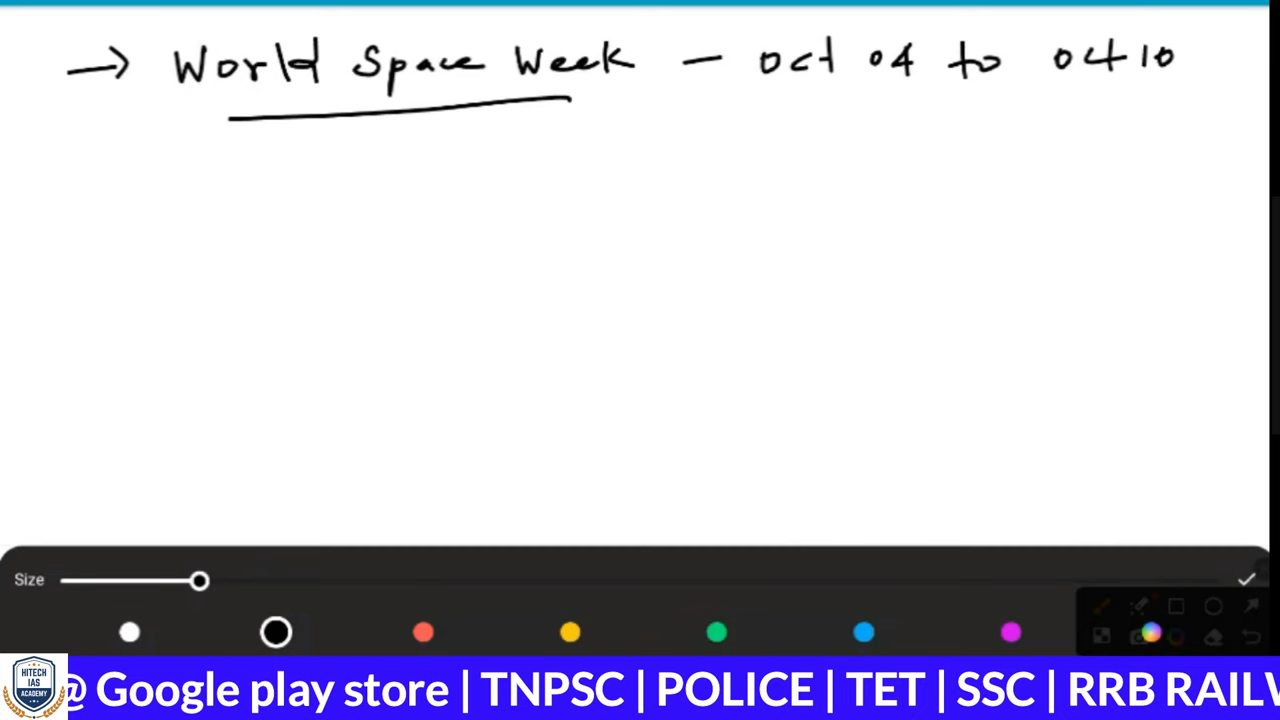 → World Space Week - Oct 04 to Oct 10
Size
HITECH
IAS
ACADEMY
@ Google play store | TNPSC | POLICE | TET | SSC | RRB RAILW